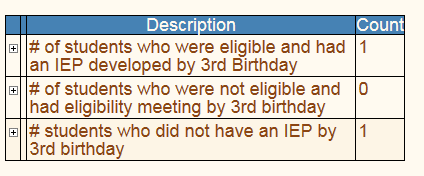 Description Count
# of students who were eligible and had 1
an IEP developed by 3rd Birthday
# of students who were not eligible and 0
had eligibility meeting by 3rd birthday
# students who did not have an IEP by 1
3rd birthday